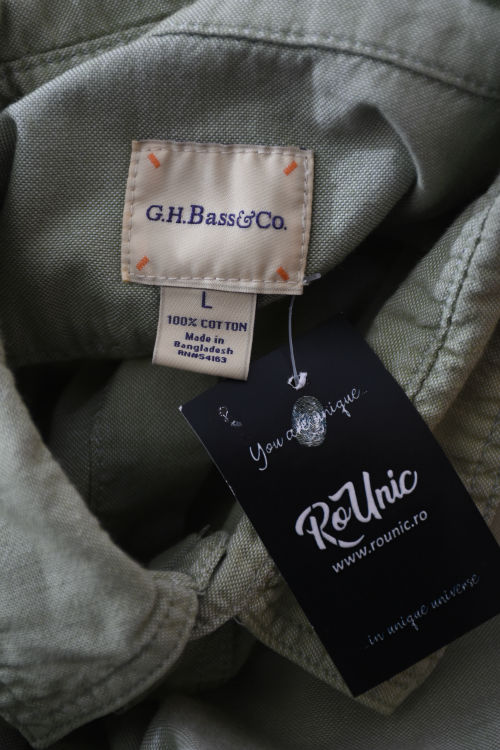 G.H.Bass&Co.
L
100% COTTON
Made in
Bangladesh
RN#54163
You are unique...
RoUnic
www.rounic.ro
...in unique universe